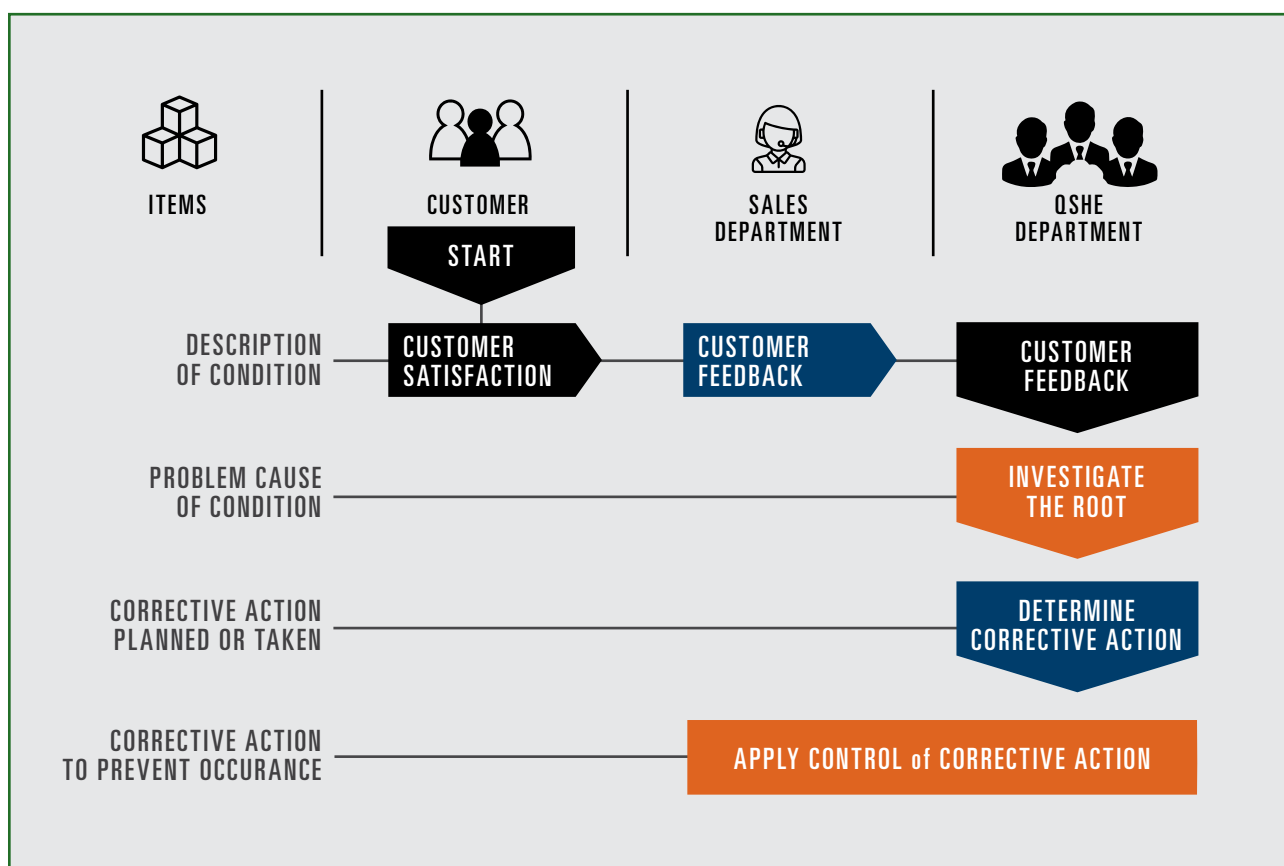 ITEMS
CUSTOMER
SALES
DEPARTMENT
QSHE
DEPARTMENT
START
DESCRIPTION
OF CONDITION
CUSTOMER
SATISFACTION
CUSTOMER
FEEDBACK
CUSTOMER
FEEDBACK
PROBLEM CAUSE
OF CONDITION
INVESTIGATE
THE ROOT
CORRECTIVE ACTION
PLANNED OR TAKEN
DETERMINE
CORRECTIVE ACTION
CORRECTIVE ACTION
TO PREVENT OCCURANCE
APPLY CONTROL of CORRECTIVE ACTION